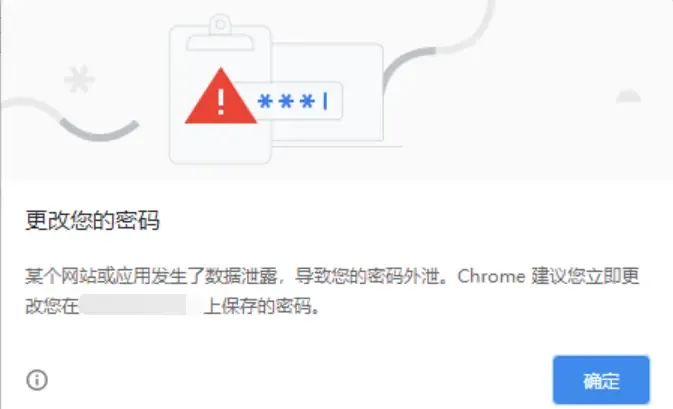 ***|
更改您的密码
某个网站或应用发生了数据泄露，导致您的密码外泄。Chrome 建议您立即更
改您在 上保存的密码。
确定